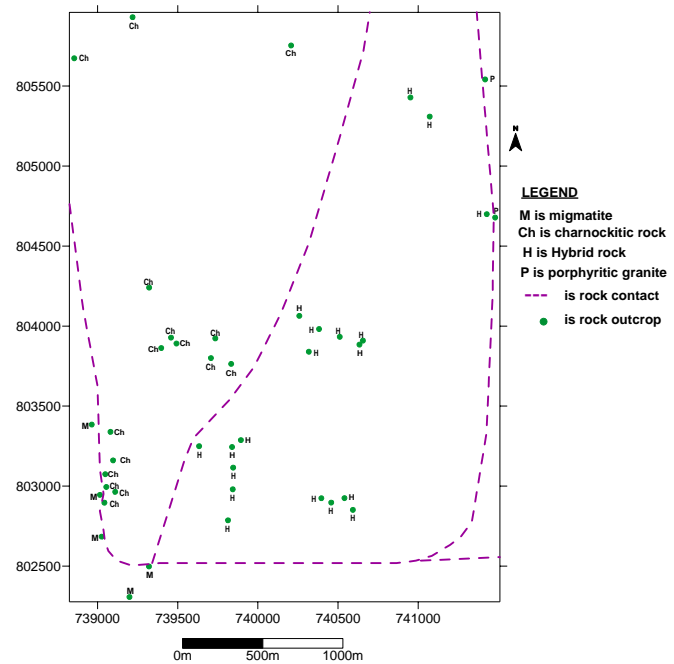 Ch
Ch
Ch
805500
H
P
H
N
805000
LEGEND
H
P
M is migmatite
Ch is charnockitic rock
804500
H is Hybrid rock
P is porphyritic granite
Ch
is rock contact
H
is rock outcrop
804000
Ch
Ch
H
H
H
Ch
Ch
H
H
Ch
Ch
803500
M
Ch
H
H
H
Ch
H
803000
Ch
Ch
M
Ch
H
H
H
Ch
H
H
H
M
802500
M
M
739000
739500
740000
740500
741000
0m
500m
1000m